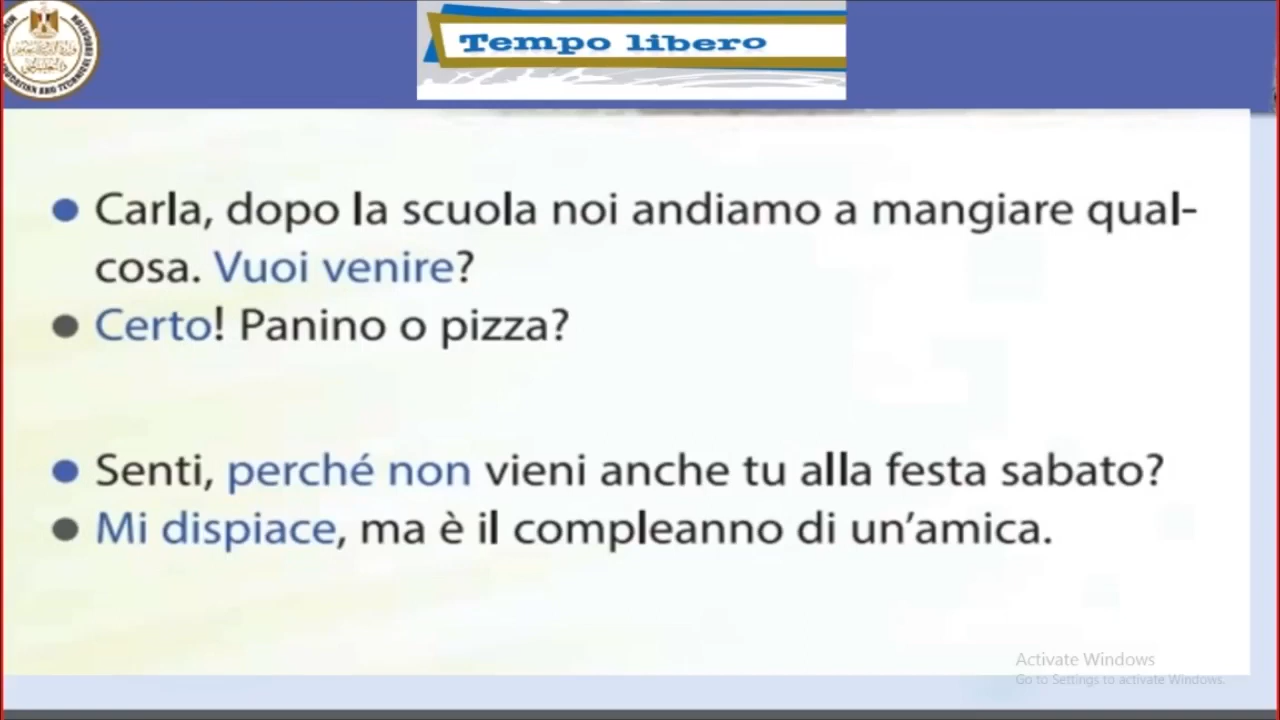 Tempo libero
Carla, dopo la scuola noi andiamo a mangiare qual-
cosa. Vuoi venire?
Certo! Panino o pizza?
Senti, perché non vieni anche tu alla festa sabato?
Mi dispiace, ma è il compleanno di un'amica.
Activate Windows
Go to Settings to activate Windows.